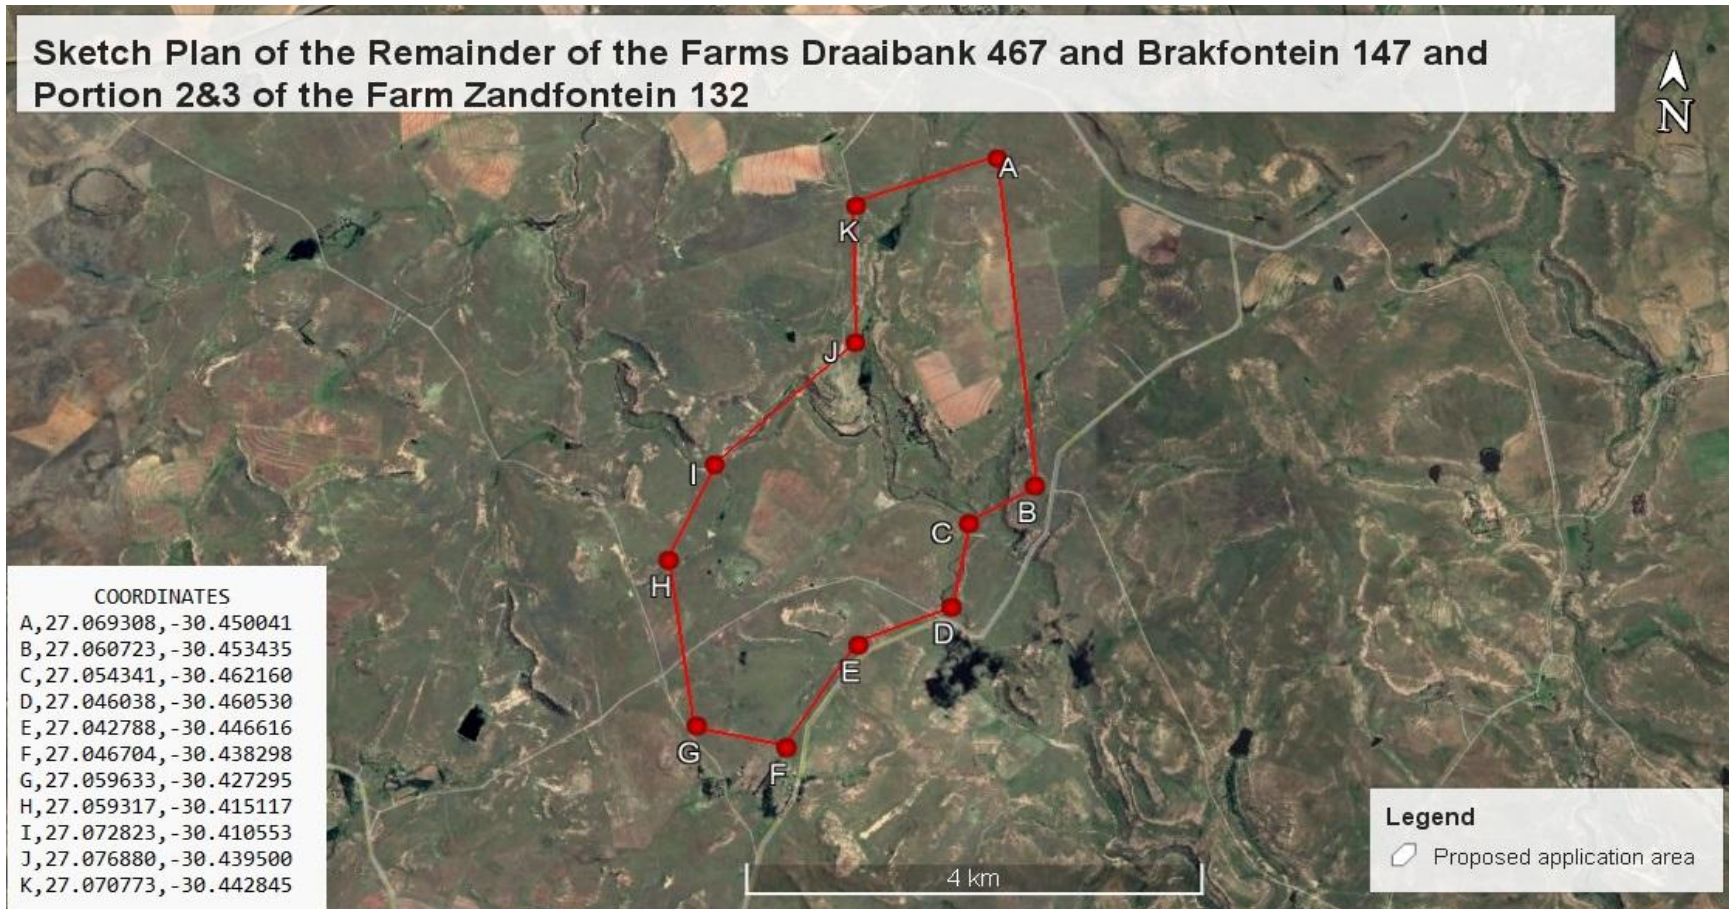 Sketch Plan of the Remainder of the Farms Draaibank 467 and Brakfontein 147 and
Portion 2&3 of the Farm Zandfontein 132
N
A
K
J
I
B
C
H
D
E
G
F
COORDINATES
A,27.069308,-30.450041
B,27.060723,-30.453435
C,27.054341,-30.462160
D,27.046038,-30.460530
E,27.042788,-30.446616
F,27.046704,-30.438298
G,27.059633,-30.427295
H,27.059317,-30.415117
I,27.072823,-30.410553
J,27.076880,-30.439500
K,27.070773,-30.442845
4 km
Legend
Proposed application area